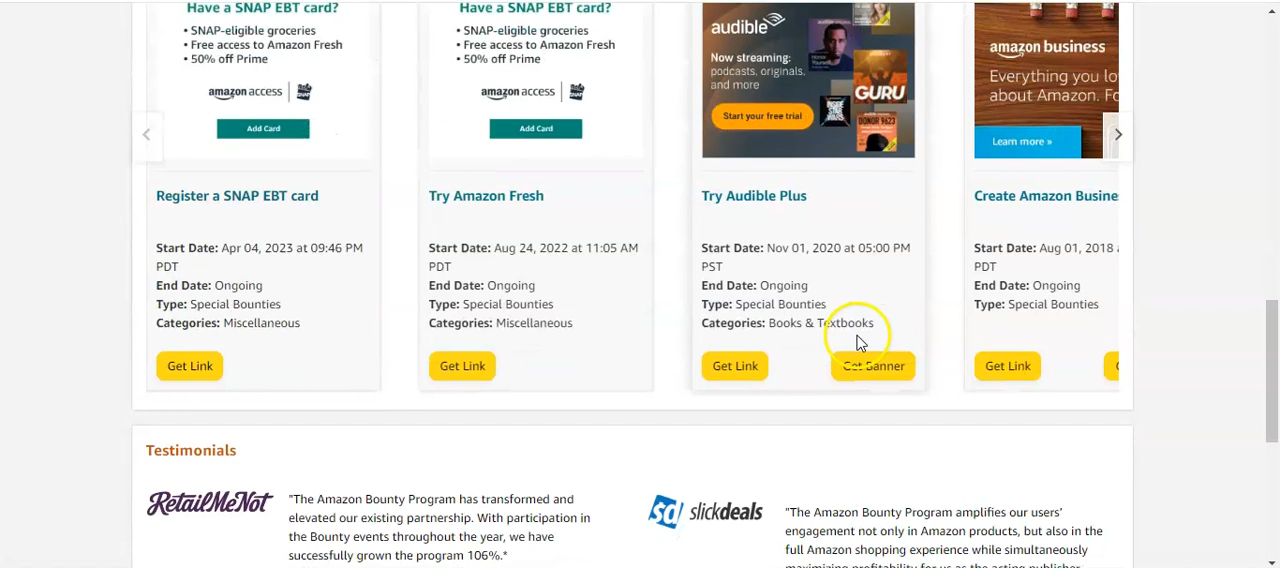 Have a SNAP EBT card?
• SNAP-eligible groceries
• Free access to Amazon Fresh
• 50% off Prime
amazon access
Add Card
Register a SNAP EBT card
Start Date: Apr 04, 2023 at 09:46 PM
PDT
End Date: Ongoing
Type: Special Bounties
Categories: Miscellaneous
Get Link
Have a SNAP EBT card?
• SNAP-eligible groceries
• Free access to Amazon Fresh
• 50% off Prime
amazon access
Add Card
Try Amazon Fresh
Start Date: Aug 24, 2022 at 11:05 AM
PDT
End Date: Ongoing
Type: Special Bounties
Categories: Miscellaneous
Get Link
audible
Now streaming:
podcasts, originals,
and more
Start your free trial
GURU
DONOR 9623
Try Audible Plus
Start Date: Nov 01, 2020 at 05:00 PM
PST
End Date: Ongoing
Type: Special Bounties
Categories: Books & Textbooks
Get Link
Get Banner
amazon business
Everything you lo
about Amazon. Fo
Learn more »
Create Amazon Busine
Start Date: Aug 01, 2018
PDT
End Date: Ongoing
Type: Special Bounties
Get Link
Testimonials
RetailMeNot
"The Amazon Bounty Program has transformed and
elevated our existing partnership. With participation in
the Bounty events throughout the year, we have
successfully grown the program 106%.*
sd slickdeals
"The Amazon Bounty Program amplifies our users'
engagement not only in Amazon products, but also in the
full Amazon shopping experience while simultaneously
maximizing profitability for us as the acting publisher